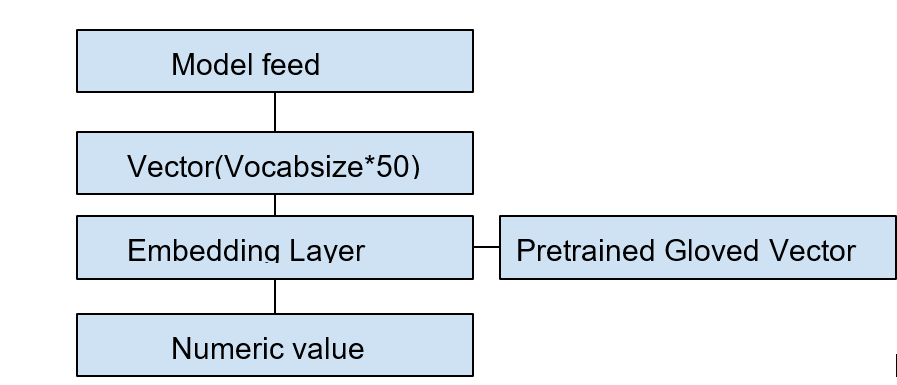 Model feed
Vector(Vocabsize*50)
Embedding Layer
Pretrained Gloved Vector
Numeric value